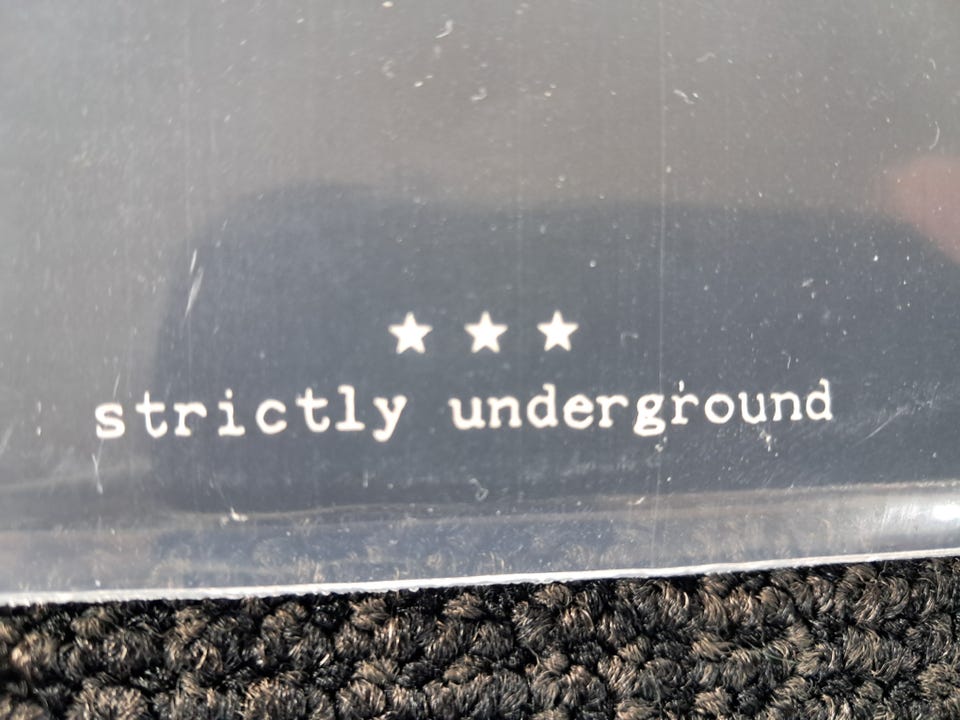 ★ ★ ★
strictly underground